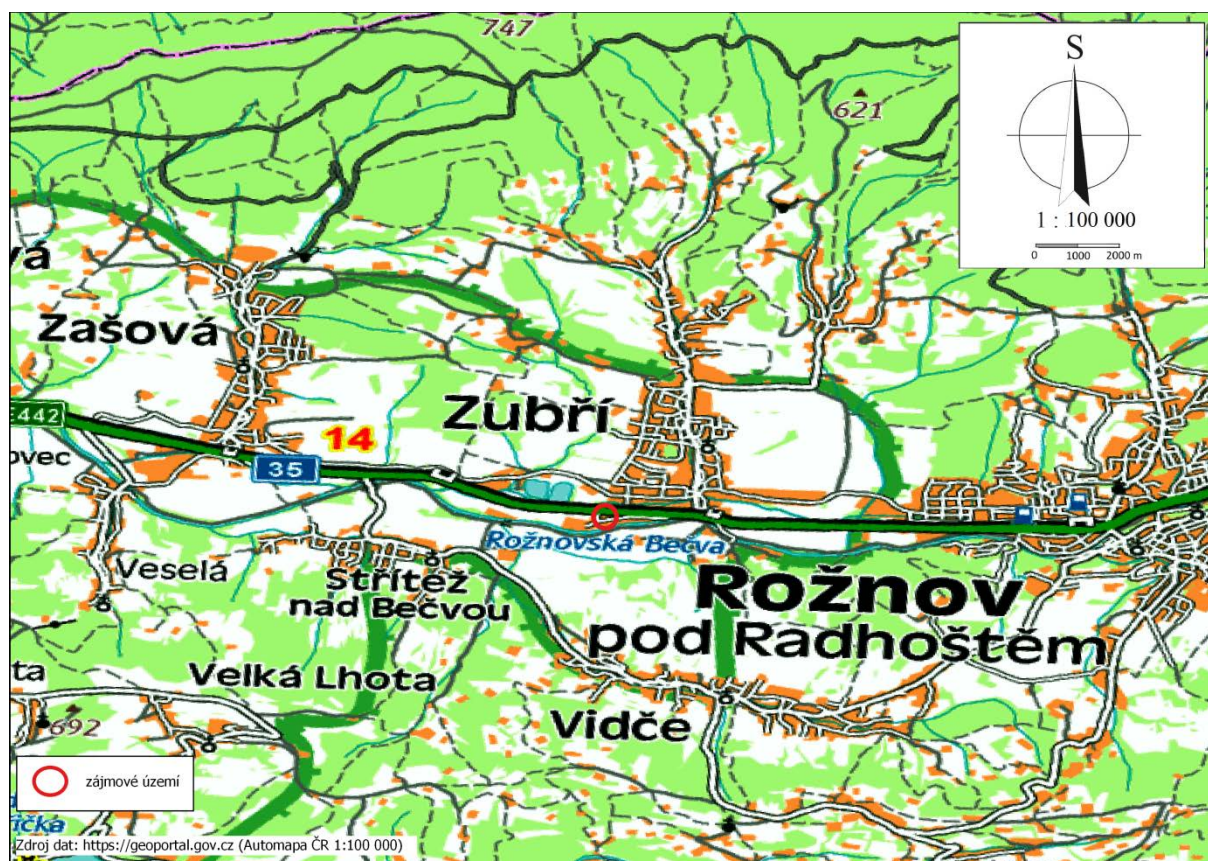 747
S
621
1 : 100 000
0 1000 2000 m
vá
Zašová
Zubří
E442
14
ovec
35
Rožnovská Bečva
Veselá
Střítež
nad Bečvou
Rožnov
pod Radhoštěm
Velká Lhota
ta
692
Vidče
zájmové území
ička
Zdroj dat: https://geoportal.gov.cz (Automapa ČR 1:100 000)